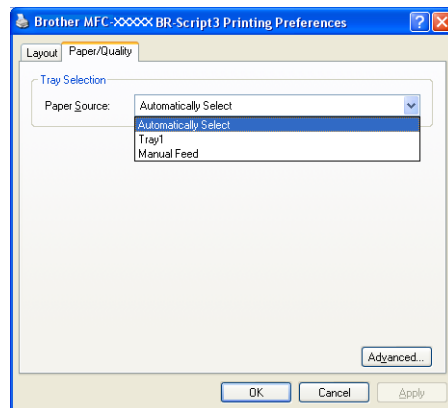 Brother MFC-XXXXX BR-Script3 Printing Preferences
Layout Paper/Quality
Tray Selection
Paper Source: Automatically Select
Automatically Select
Tray1
Manual Feed
Advanced...
OK Cancel Apply